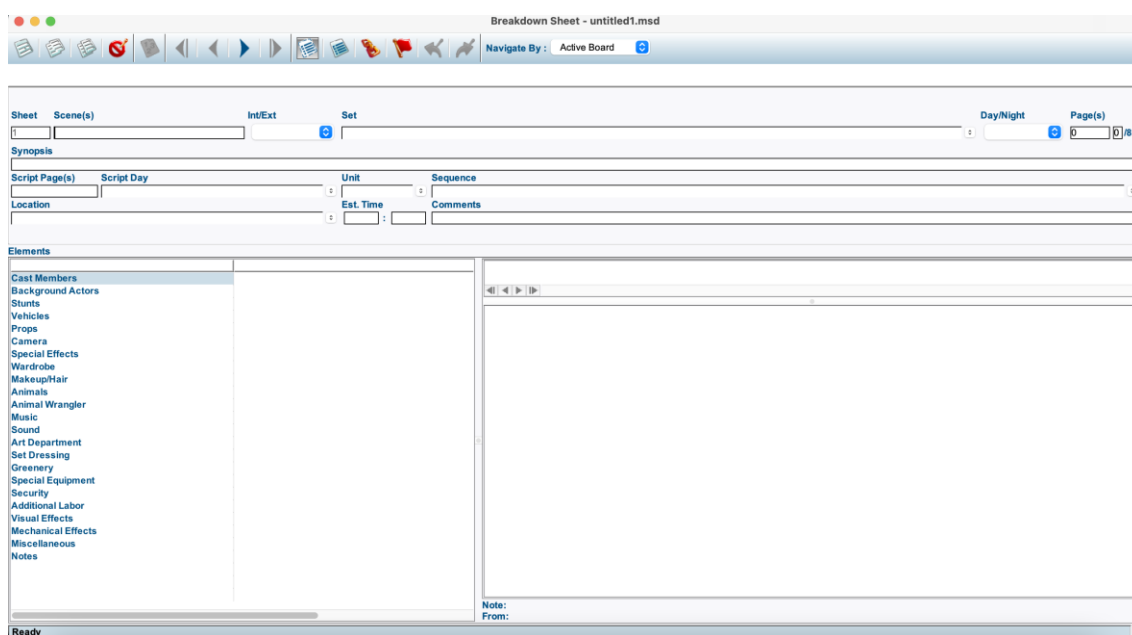 Breakdown Sheet - untitled1.msd
Navigate By : Active Board
Sheet Scene(s) Int/Ext Set Day/Night Page(s)
1 0 0 /8
Synopsis
Script Page(s) Script Day Unit Sequence
Location Est. Time Comments
:
Elements
Cast Members
Background Actors
Stunts
Vehicles
Props
Camera
Special Effects
Wardrobe
Makeup/Hair
Animals
Animal Wrangler
Music
Sound
Art Department
Set Dressing
Greenery
Special Equipment
Security
Additional Labor
Visual Effects
Mechanical Effects
Miscellaneous
Notes
Note:
From:
Ready